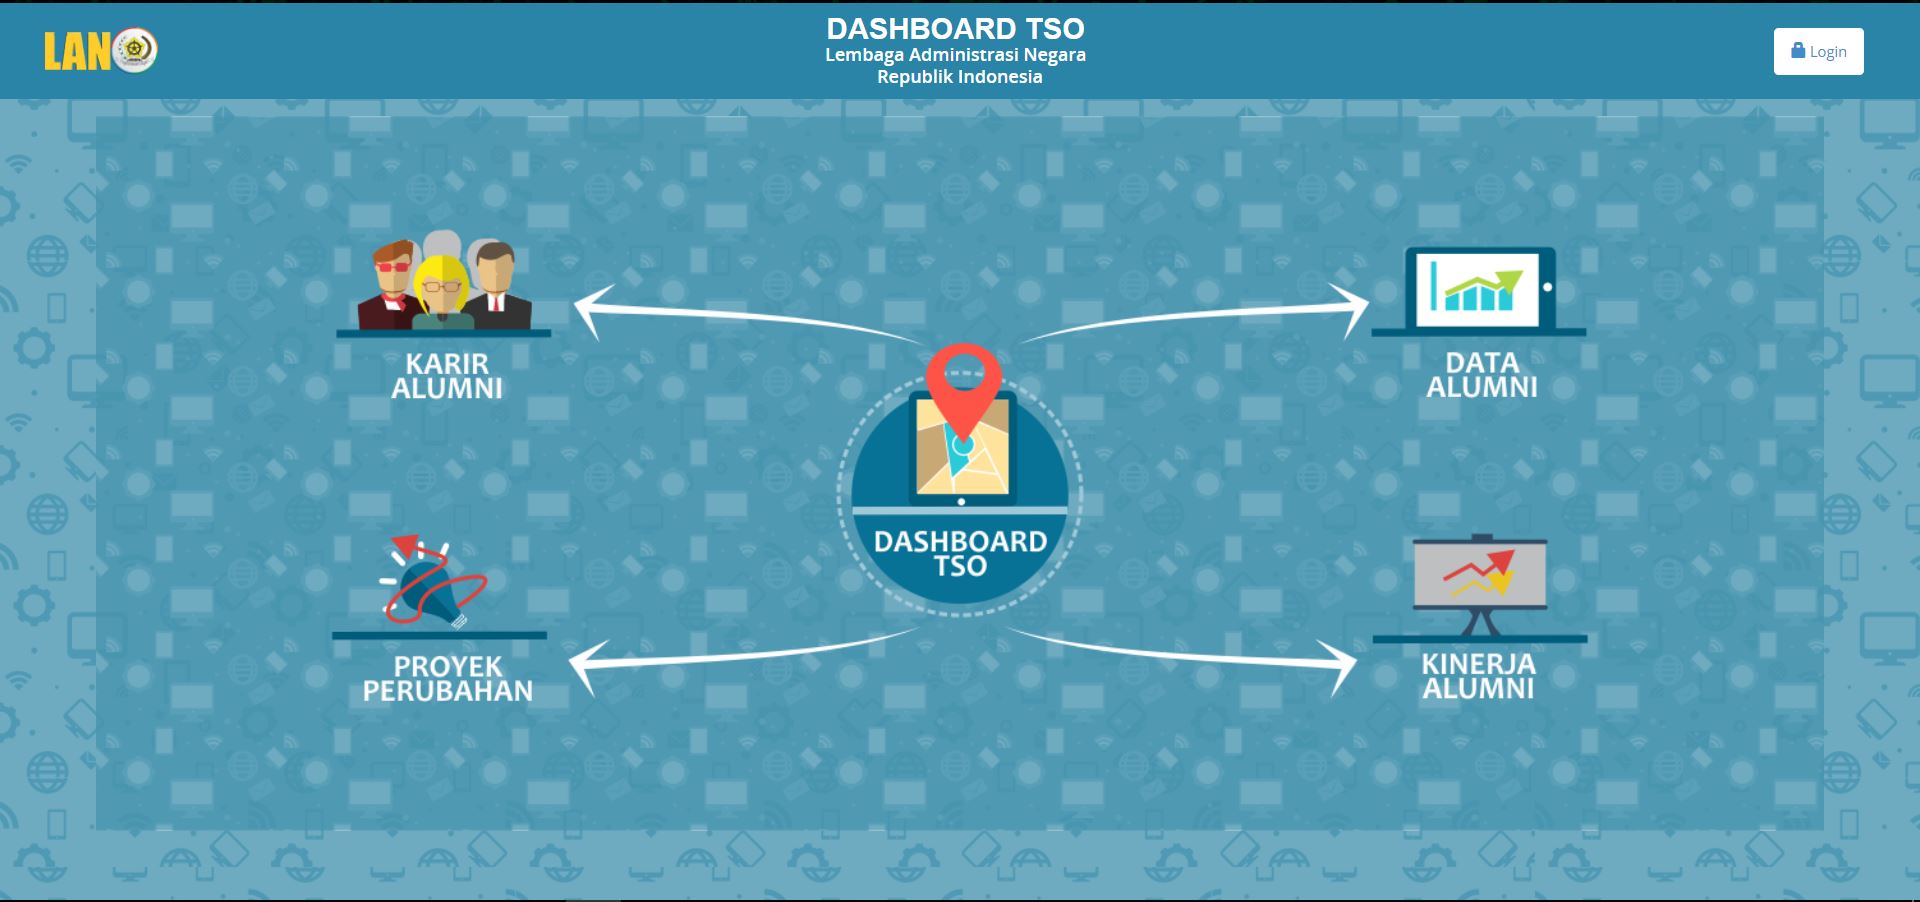 LAN
DASHBOARD TSO
Lembaga Administrasi Negara
Republik Indonesia
Login
KARIR
ALUMNI
DATA
ALUMNI
DASHBOARD
TSO
PROYEK
PERUBAHAN
KINERJA
ALUMNI